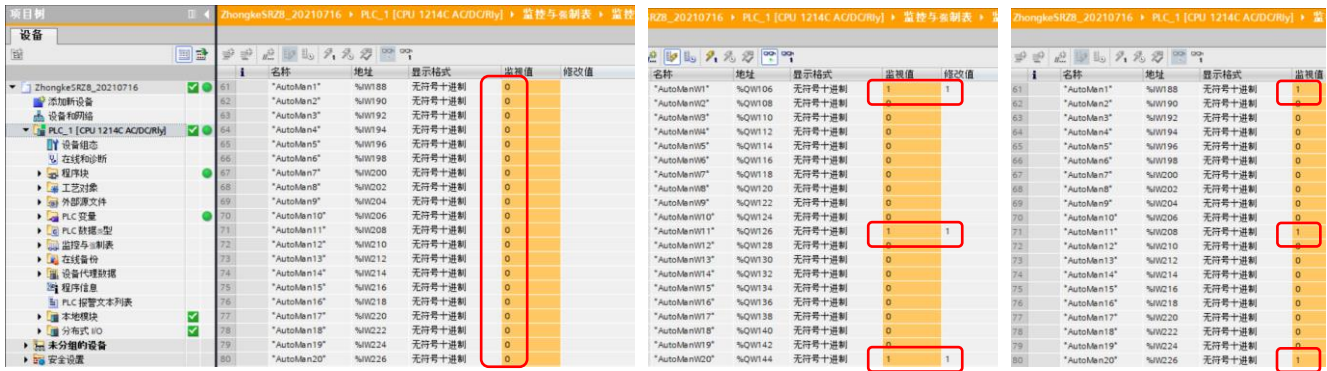 项目树
设备
ZhongkeSRZ8_20210716
添加新设备
设备和网络
PLC_1 [CPU 1214C AC/DC/Rly]
设备组态
在线和诊断
程序块
工艺对象
外部源文件
PLC 变量
PLC 数据类型
监控与强制表
在线备份
设备代理数据
程序信息
PLC 报警文本列表
本地模块
分布式 I/O
未分组的设备
安全设置
ZhongkeSRZ8_20210716 PLC_1 [CPU 1214C AC/DC/Rly] 监控与强制表 监控
i 名称 地址 显示格式 监视值 修改值
61 "AutoMan1" %IW188 无符号十进制 0
62 "AutoMan2" %IW190 无符号十进制 0
63 "AutoMan3" %IW192 无符号十进制 0
64 "AutoMan4" %IW194 无符号十进制 0
65 "AutoMan5" %IW196 无符号十进制 0
66 "AutoMan6" %IW198 无符号十进制 0
67 "AutoMan7" %IW200 无符号十进制 0
68 "AutoMan8" %IW202 无符号十进制 0
69 "AutoMan9" %IW204 无符号十进制 0
70 "AutoMan10" %IW206 无符号十进制 0
71 "AutoMan11" %IW208 无符号十进制 0
72 "AutoMan12" %IW210 无符号十进制 0
73 "AutoMan13" %IW212 无符号十进制 0
74 "AutoMan14" %IW214 无符号十进制 0
75 "AutoMan15" %IW216 无符号十进制 0
76 "AutoMan16" %IW218 无符号十进制 0
77 "AutoMan17" %IW220 无符号十进制 0
78 "AutoMan18" %IW222 无符号十进制 0
79 "AutoMan19" %IW224 无符号十进制 0
80 "AutoMan20" %IW226 无符号十进制 0
SRZ8_20210716 PLC_1 [CPU 1214C AC/DC/Rly] 监控与强制表
名称 地址 显示格式 监视值 修改值
"AutoManW1" %QW106 无符号十进制 1 1
"AutoManW2" %QW108 无符号十进制 0
"AutoManW3" %QW110 无符号十进制 0
"AutoManW4" %QW112 无符号十进制 0
"AutoManW5" %QW114 无符号十进制 0
"AutoManW6" %QW116 无符号十进制 0
"AutoManW7" %QW118 无符号十进制 0
"AutoManW8" %QW120 无符号十进制 0
"AutoManW9" %QW122 无符号十进制 0
"AutoManW10" %QW124 无符号十进制 0
"AutoManW11" %QW126 无符号十进制 1 1
"AutoManW12" %QW128 无符号十进制 0
"AutoManW13" %QW130 无符号十进制 0
"AutoManW14" %QW132 无符号十进制 0
"AutoManW15" %QW134 无符号十进制 0
"AutoManW16" %QW136 无符号十进制 0
"AutoManW17" %QW138 无符号十进制 0
"AutoManW18" %QW140 无符号十进制 0
"AutoManW19" %QW142 无符号十进制 0
"AutoManW20" %QW144 无符号十进制 1 1
ZhongkeSRZ8_20210716 PLC_1 [CPU 1214C AC/DC/Rly] 监
i 名称 地址 显示格式 监视值
61 "AutoMan1" %IW188 无符号十进制 1
62 "AutoMan2" %IW190 无符号十进制 0
63 "AutoMan3" %IW192 无符号十进制 0
64 "AutoMan4" %IW194 无符号十进制 0
65 "AutoMan5" %IW196 无符号十进制 0
66 "AutoMan6" %IW198 无符号十进制 0
67 "AutoMan7" %IW200 无符号十进制 0
68 "AutoMan8" %IW202 无符号十进制 0
69 "AutoMan9" %IW204 无符号十进制 0
70 "AutoMan10" %IW206 无符号十进制 0
71 "AutoMan11" %IW208 无符号十进制 1
72 "AutoMan12" %IW210 无符号十进制 0
73 "AutoMan13" %IW212 无符号十进制 0
74 "AutoMan14" %IW214 无符号十进制 0
75 "AutoMan15" %IW216 无符号十进制 0
76 "AutoMan16" %IW218 无符号十进制 0
77 "AutoMan17" %IW220 无符号十进制 0
78 "AutoMan18" %IW222 无符号十进制 0
79 "AutoMan19" %IW224 无符号十进制 0
80 "AutoMan20" %IW226 无符号十进制 1